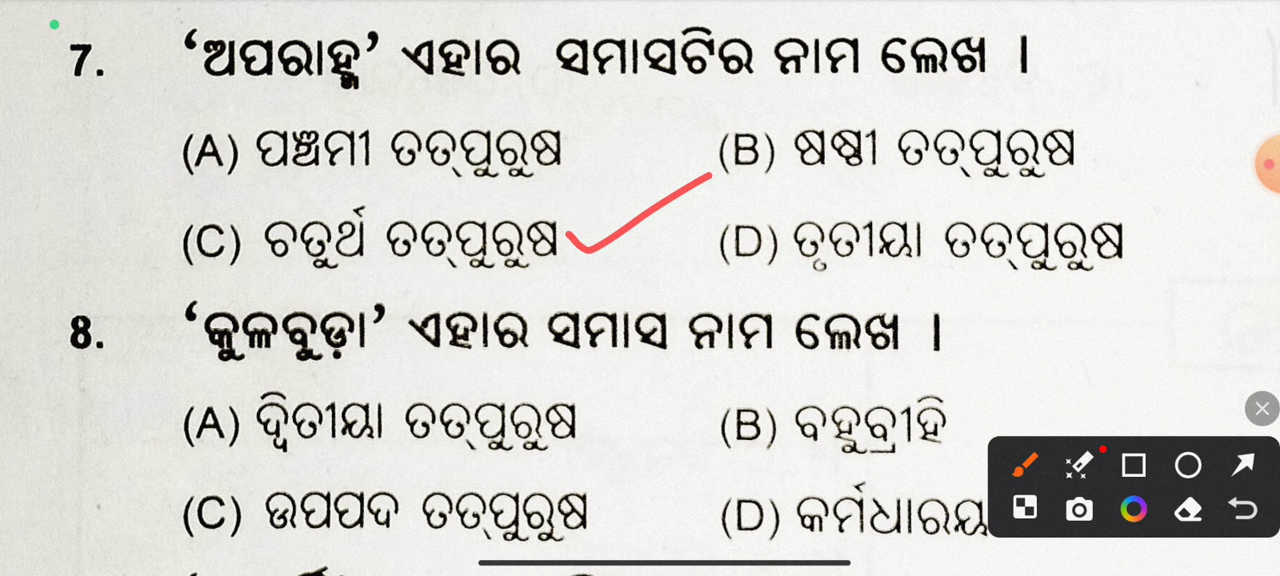 7. ‘ଅପରାହ୍ନ’ ଏହାର ସମାସଟିର ନାମ ଲେଖ ।
(A) ପଞ୍ଚମୀ ତତ୍‌ପୁରୁଷ (B) ଷଷ୍ଠୀ ତତ୍‌ପୁରୁଷ
(C) ଚତୁର୍ଥ ତତ୍‌ପୁରୁଷ (D) ତୃତୀୟା ତତ୍‌ପୁରୁଷ
8. ‘କୁଳବୁଡ଼ା’ ଏହାର ସମାସ ନାମ ଲେଖ ।
(A) ଦ୍ୱିତୀୟା ତତ୍‌ପୁରୁଷ (B) ବହୁବ୍ରୀହି
(C) ଉପପଦ ତତ୍‌ପୁରୁଷ (D) କର୍ମଧାରୟ